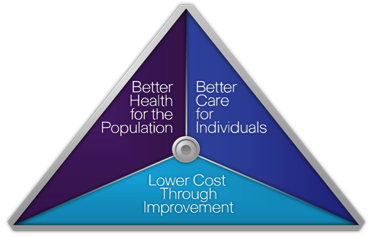 Better
Health
for the
Population
Better
Care
for
Individuals
Lower Cost
Through
Improvement